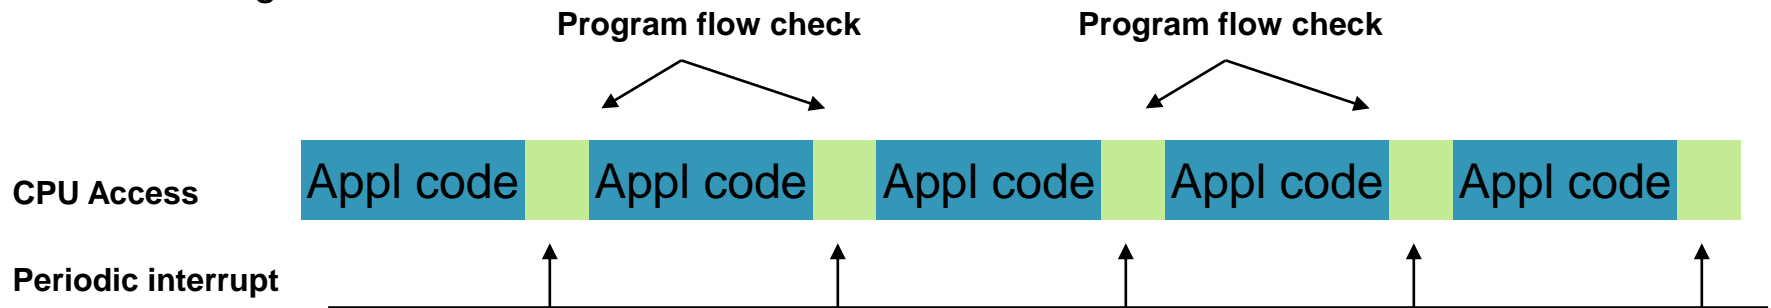 Program flow check Program flow check
CPU Access Appl code Appl code Appl code Appl code Appl code
Periodic interrupt